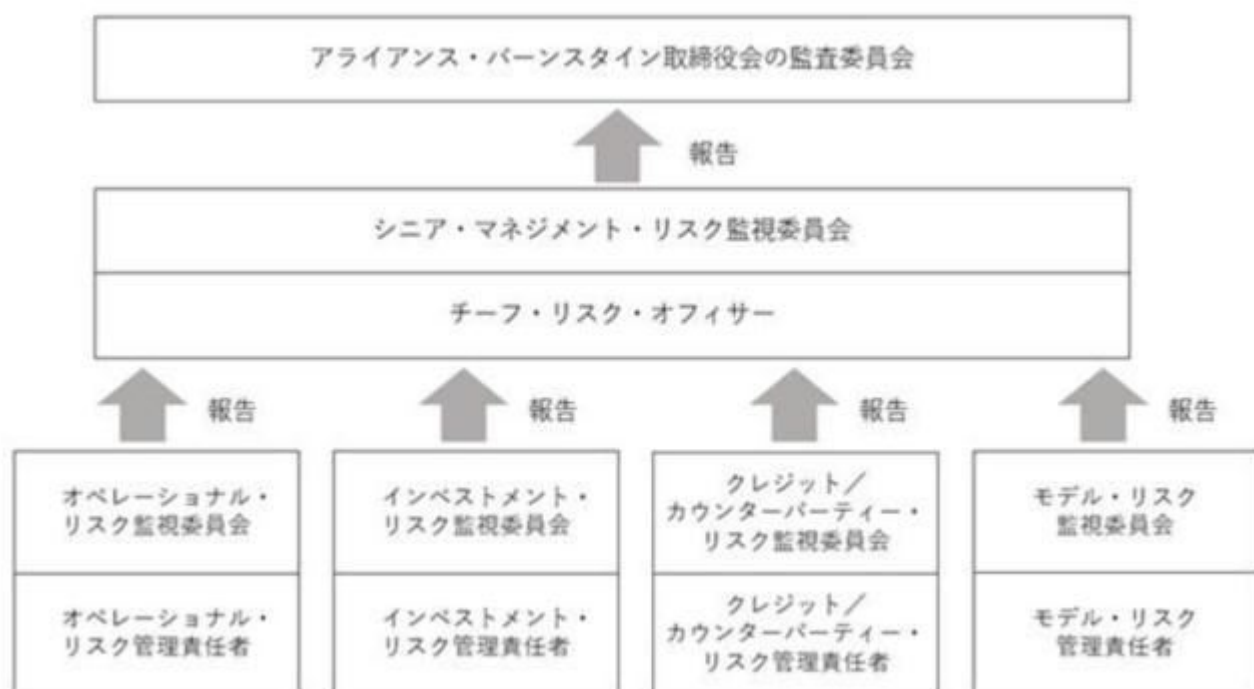 アライアンス・バーンスタイン取締役会の監査委員会
報告
シニア・マネジメント・リスク監視委員会
チーフ・リスク・オフィサー
報告
報告
報告
報告
オペレーショナル・
リスク監視委員会
インベストメント・
リスク監視委員会
クレジット／
カウンターパーティー・
リスク監視委員会
モデル・リスク
監視委員会
オペレーショナル・
リスク管理責任者
インベストメント・
リスク管理責任者
クレジット／
カウンターパーティー・
リスク管理責任者
モデル・リスク
管理責任者